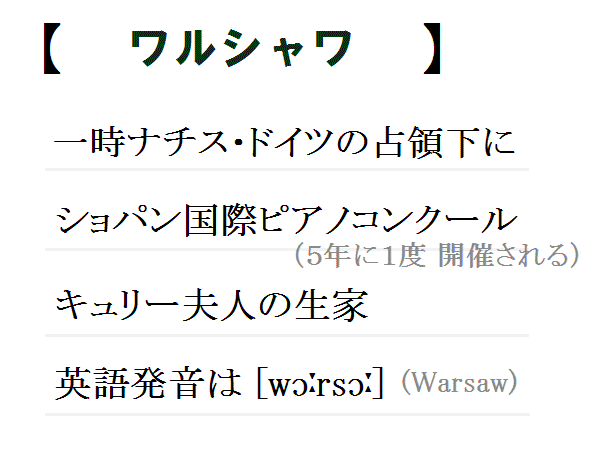 【 ワルシャワ 】
一時ナチス・ドイツの占領下に
ショパン国際ピアノコンクール
（5年に1度 開催される）
キュリー夫人の生家
英語発音は [wɔːrsɔː] (Warsaw)